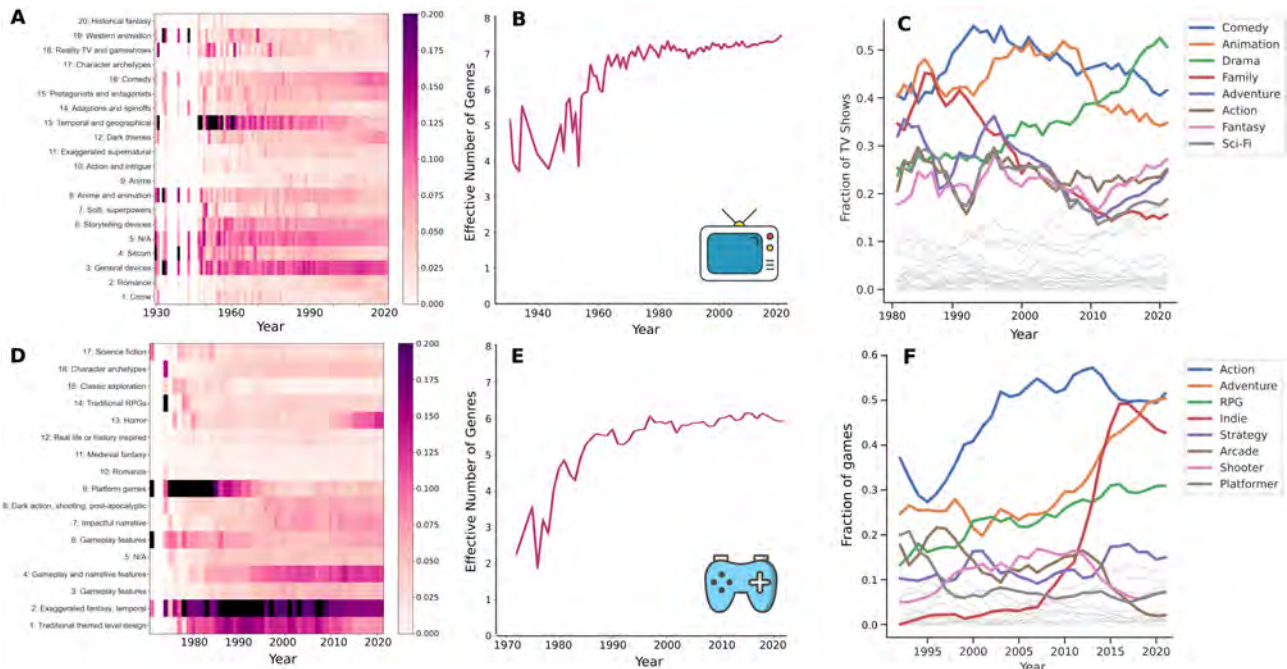 A
20: Historical fantasy
19: Western animation
18: Reality TV and gameshows
17: Character archetypes
16: Comedy
15: Protagonists and antagonists
14: Adaptions and spinoffs
13: Temporal and geographical
12: Dark themes
11: Exaggerated supernatural
10: Action and intrigue
9: Anime
8: Anime and animation
7: Scifi, superpowers
6: Storytelling devices
5: N/A
4: Sitcom
3: General devices
2: Romance
1: Crime
1930 1960 1990 2020
Year
0.200
0.175
0.150
0.125
0.100
0.075
0.050
0.025
0.000
B
Effective Number of Genres
8
7
6
5
4
3
2
1
0
1940 1960 1980 2000 2020
Year
C
Fraction of TV Shows
0.5
0.4
0.3
0.2
0.1
0.0
1980 1990 2000 2010 2020
Year
Comedy
Animation
Drama
Family
Adventure
Action
Fantasy
Sci-Fi
D
17: Science fiction
16: Character archetypes
15: Classic exploration
14: Traditional RPGs
13: Horror
12: Real life or history inspired
11: Medieval fantasy
10: Romance
9: Platform games
8: Dark action, shooting, post-apocalyptic
7: Impactful narrative
6: Gameplay features
5: N/A
4: Gameplay and narrative features
3: Gameplay features
2: Exaggerated fantasy, temporal
1: Traditional themed level design
1980 1990 2000 2010 2020
Year
0.200
0.175
0.150
0.125
0.100
0.075
0.050
0.025
0.000
E
Effective Number of Genres
8
7
6
5
4
3
2
1
0
1970 1980 1990 2000 2010 2020
Year
F
Fraction of games
0.6
0.5
0.4
0.3
0.2
0.1
0.0
1995 2000 2005 2010 2015 2020
Year
Action
Adventure
RPG
Indie
Strategy
Arcade
Shooter
Platformer